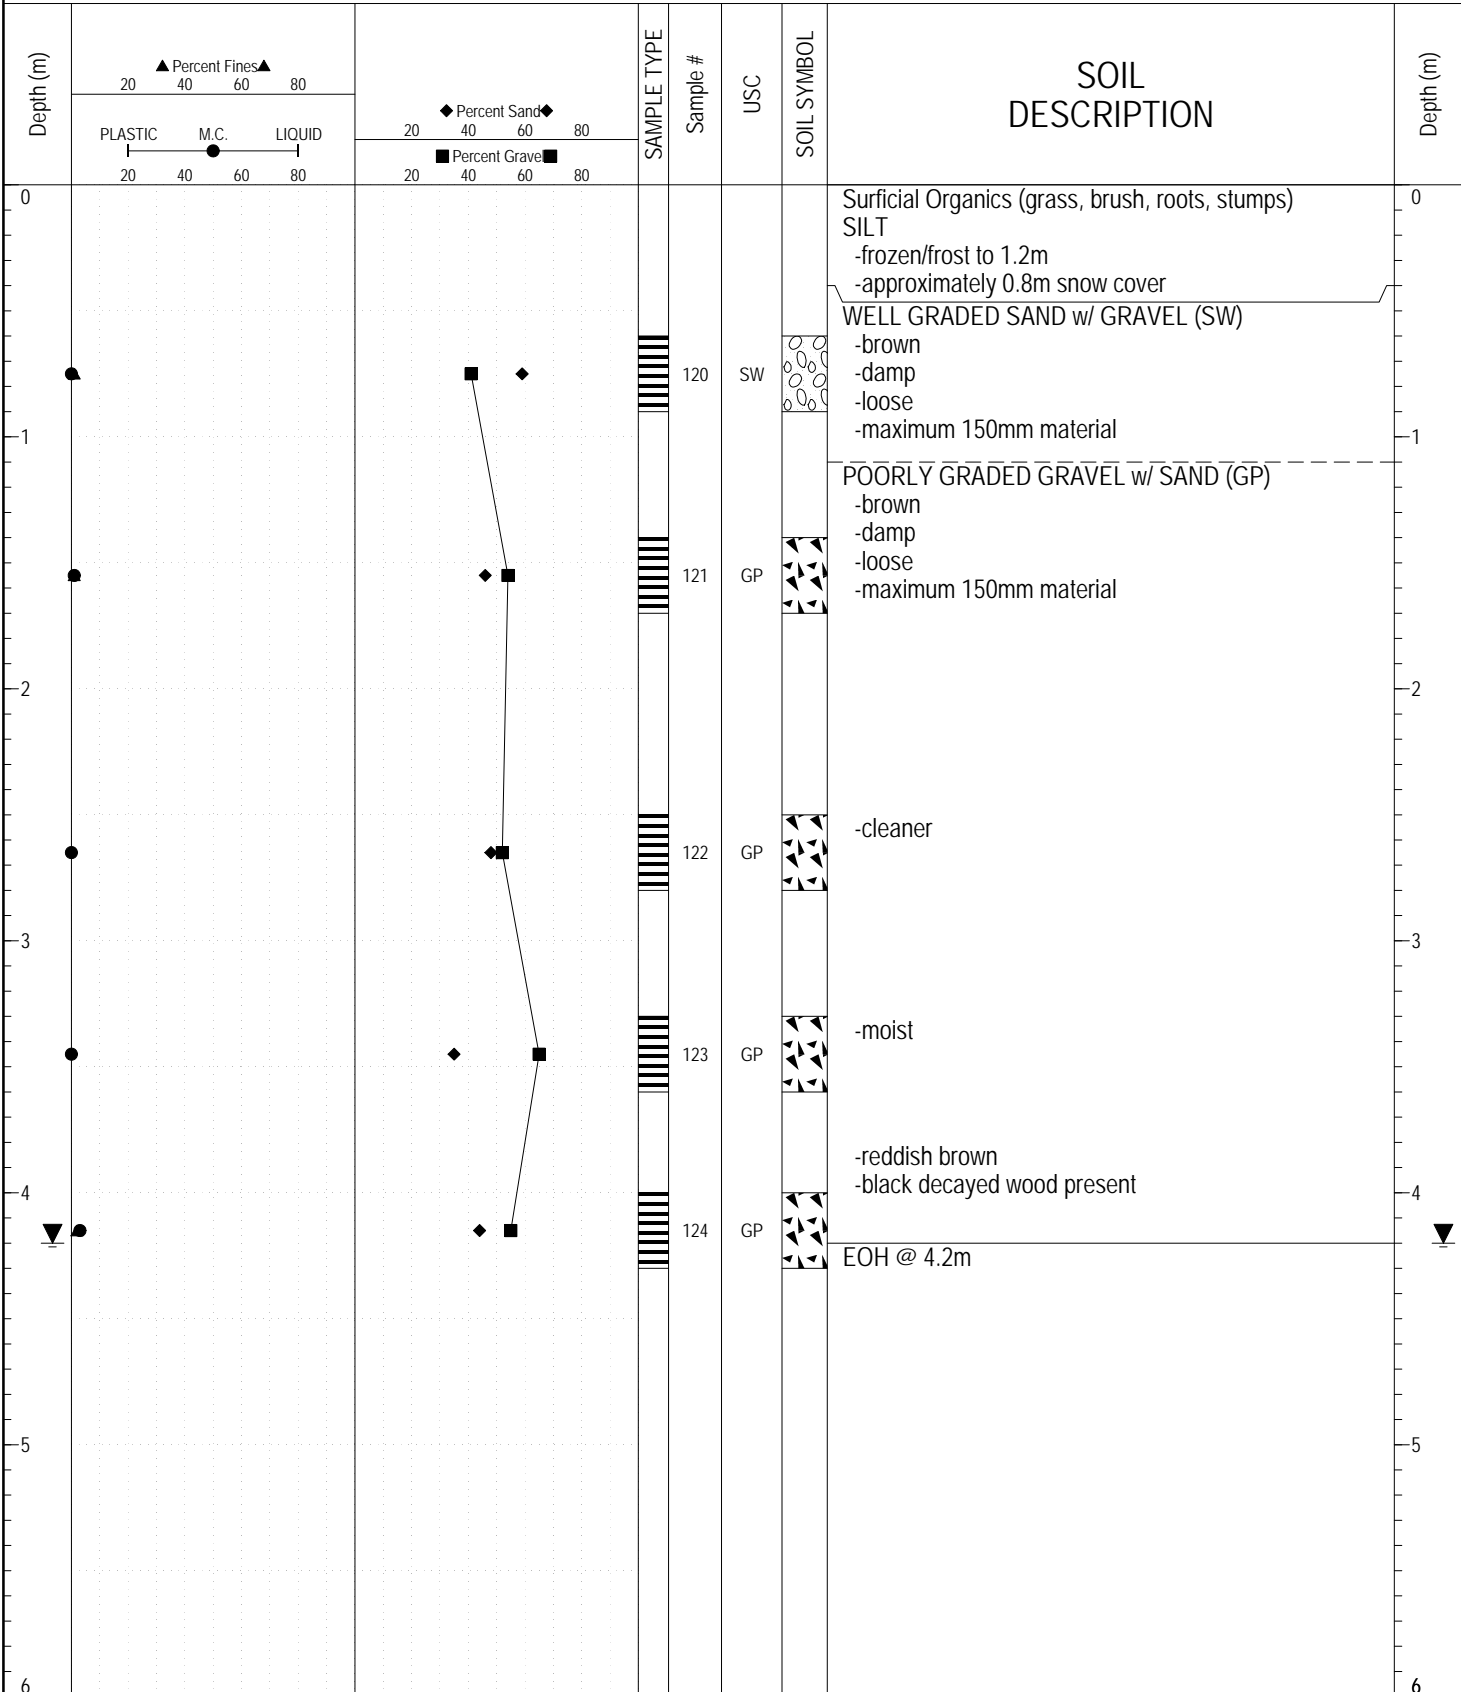 Depth (m)
▲ Percent Fines▲
20 40 60 80
PLASTIC M.C. LIQUID
20 40 60 80
◆ Percent Sand◆
20 40 60 80
■ Percent Gravel■
20 40 60 80
SAMPLE TYPE
Sample #
USC
SOIL SYMBOL
SOIL
DESCRIPTION
Depth (m)
0 0
Surficial Organics (grass, brush, roots, stumps)
SILT
-frozen/frost to 1.2m
-approximately 0.8m snow cover
WELL GRADED SAND w/ GRAVEL (SW)
-brown
120 SW -damp
-loose
-maximum 150mm material
1 1
POORLY GRADED GRAVEL w/ SAND (GP)
-brown
-damp
-loose
121 GP
-maximum 150mm material
2 2
-cleaner
122 GP
3 3
-moist
123 GP
-reddish brown
-black decayed wood present
4 4
124 GP
EOH @ 4.2m
5 5
6 6